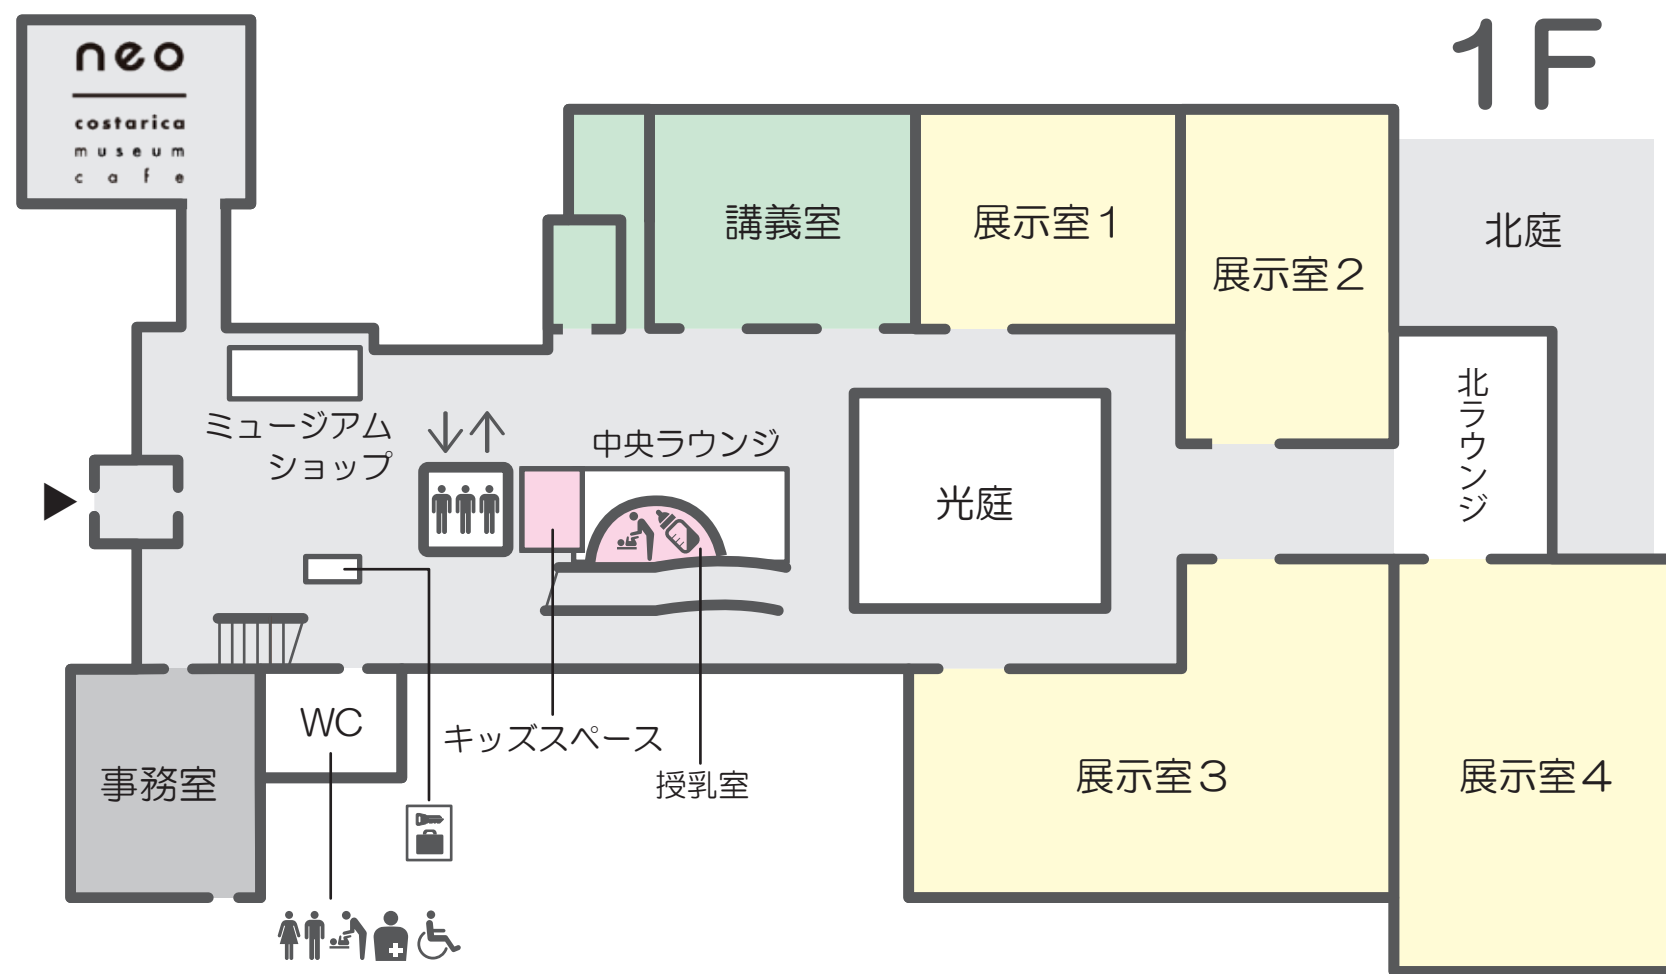 neo
costarica
museum
cafe
1F
講義室
展示室1
展示室2
北庭
北ラウンジ
ミュージアム
ショップ
中央ラウンジ
光庭
WC
キッズスペース
授乳室
事務室
展示室3
展示室4